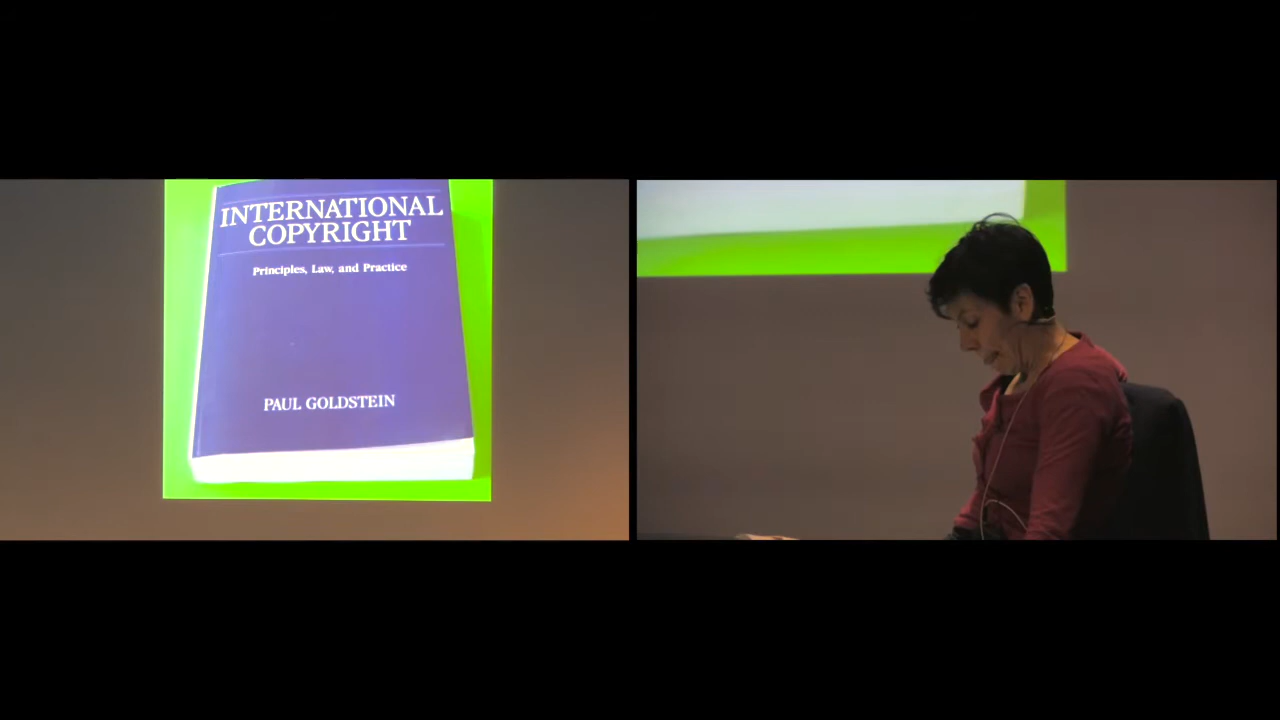 INTERNATIONAL
COPYRIGHT
Principles, Law, and Practice
PAUL GOLDSTEIN